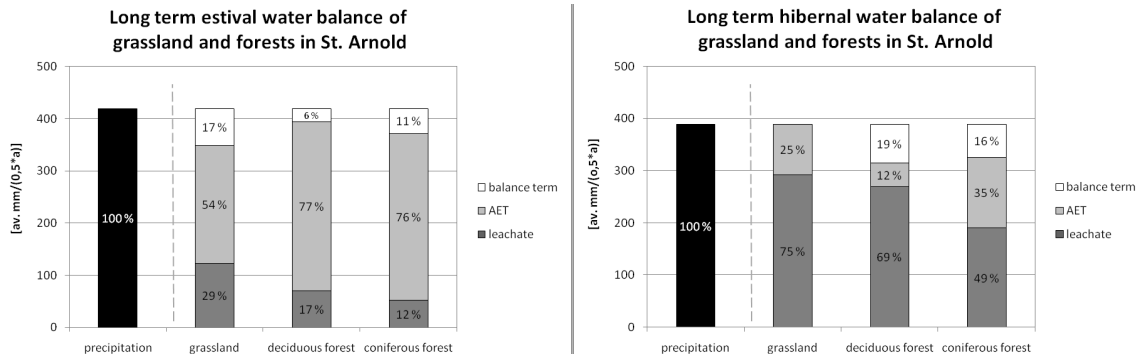 Long term estival water balance of
grassland and forests in St. Arnold
[av. mm/(0,5*a)]
500
400
300
200
100
0
100 %
17 %
54 %
29 %
6 %
77 %
17 %
11 %
76 %
12 %
precipitation
grassland
deciduous forest
coniferous forest
balance term
AET
leachate
Long term hibernal water balance of
grassland and forests in St. Arnold
[av. mm/(o,5*a)]
500
400
300
200
100
0
100 %
25 %
75 %
19 %
12 %
69 %
16 %
35 %
49 %
precipitation
grassland
deciduous forest
coniferous forest
balance term
AET
leachate